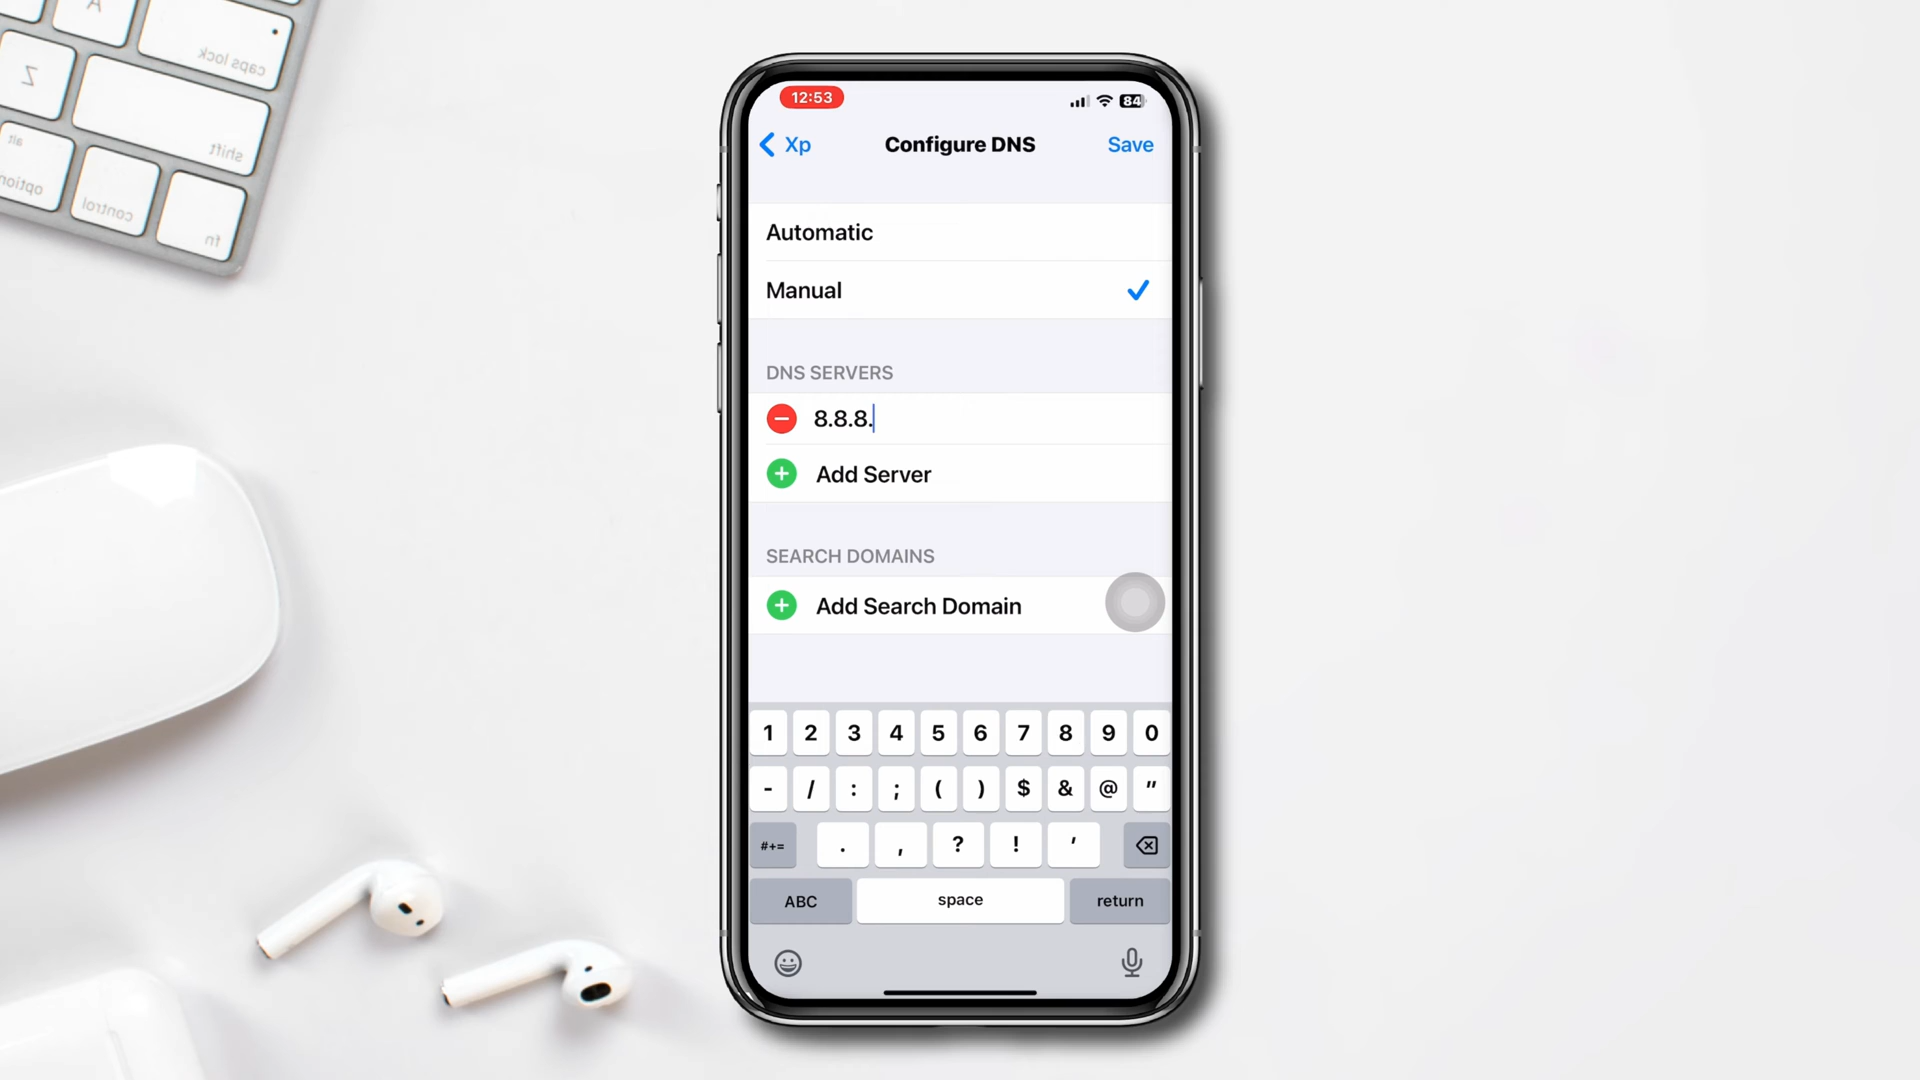 A
caps lock
Z
shift
alt
option
control
fn
12:53
84
Xp
Configure DNS
Save
Automatic
Manual
DNS SERVERS
8.8.8.
Add Server
SEARCH DOMAINS
Add Search Domain
1 2 3 4 5 6 7 8 9 0
- / : ; ( ) $ & @ "
#+= . , ? ! '
ABC space return